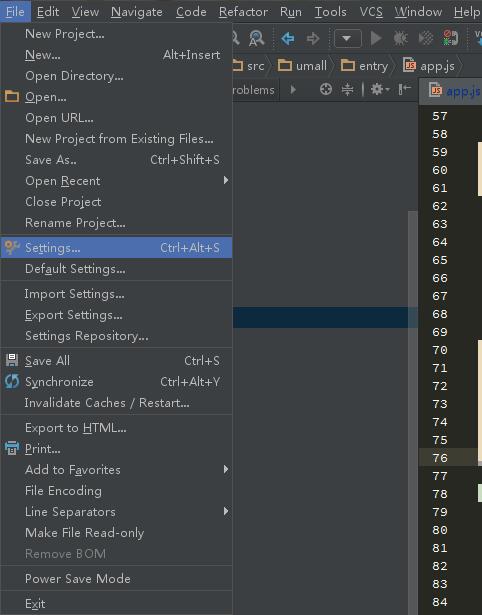 File Edit View Navigate Code Refactor Run Tools VCS Window Help
New Project...
New... Alt+Insert
Open Directory...
src umall entry app.js
Open...
roblems
app.js
Open URL...
New Project from Existing Files...
Save As.. Ctrl+Shift+S
Open Recent
Close Project
Rename Project...
Settings... Ctrl+Alt+S
Default Settings...
Import Settings...
Export Settings...
Settings Repository...
Save All Ctrl+S
Synchronize Ctrl+Alt+Y
Invalidate Caches / Restart...
Export to HTML...
Print...
Add to Favorites
File Encoding
Line Separators
Make File Read-only
Remove BOM
Power Save Mode
Exit
57
58
59
60
61
62
63
64
65
66
67
68
69
70
71
72
73
74
75
76
77
78
79
80
81
82
83
84